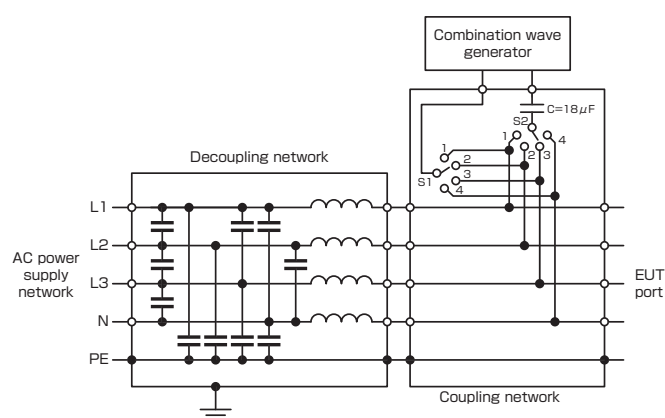 Combination wave
generator
C=18μF
S2
1
4
2
3
1
2
3
4
S1
Decoupling network
L1
L2
L3
N
PE
AC power
supply
network
EUT
port
Coupling network